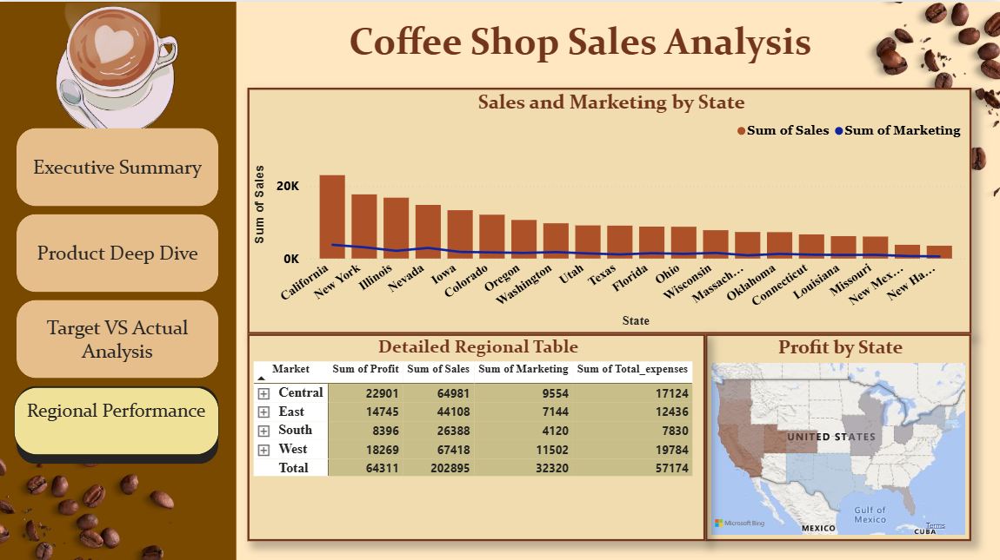 Coffee Shop Sales Analysis
Executive Summary
Product Deep Dive
Target VS Actual
Analysis
Regional Performance
Sales and Marketing by State
Sum of Sales Sum of Marketing
Sum of Sales
20K
0K
California New York Illinois Nevada Iowa Colorado Oregon Washington Utah Texas Florida Ohio Wisconsin Massach... Oklahoma Connecticut Louisiana Missouri New Mex... New Ha...
State
Detailed Regional Table
Market Sum of Profit Sum of Sales Sum of Marketing Sum of Total_expenses
Central 22901 64981 9554 17124
East 14745 44108 7144 12436
South 8396 26388 4120 7830
West 18269 67418 11502 19784
Total 64311 202895 32320 57174
Profit by State
UNITED STATES
Gulf of
Mexico
MEXICO
CUBA
Microsoft Bing
Terms